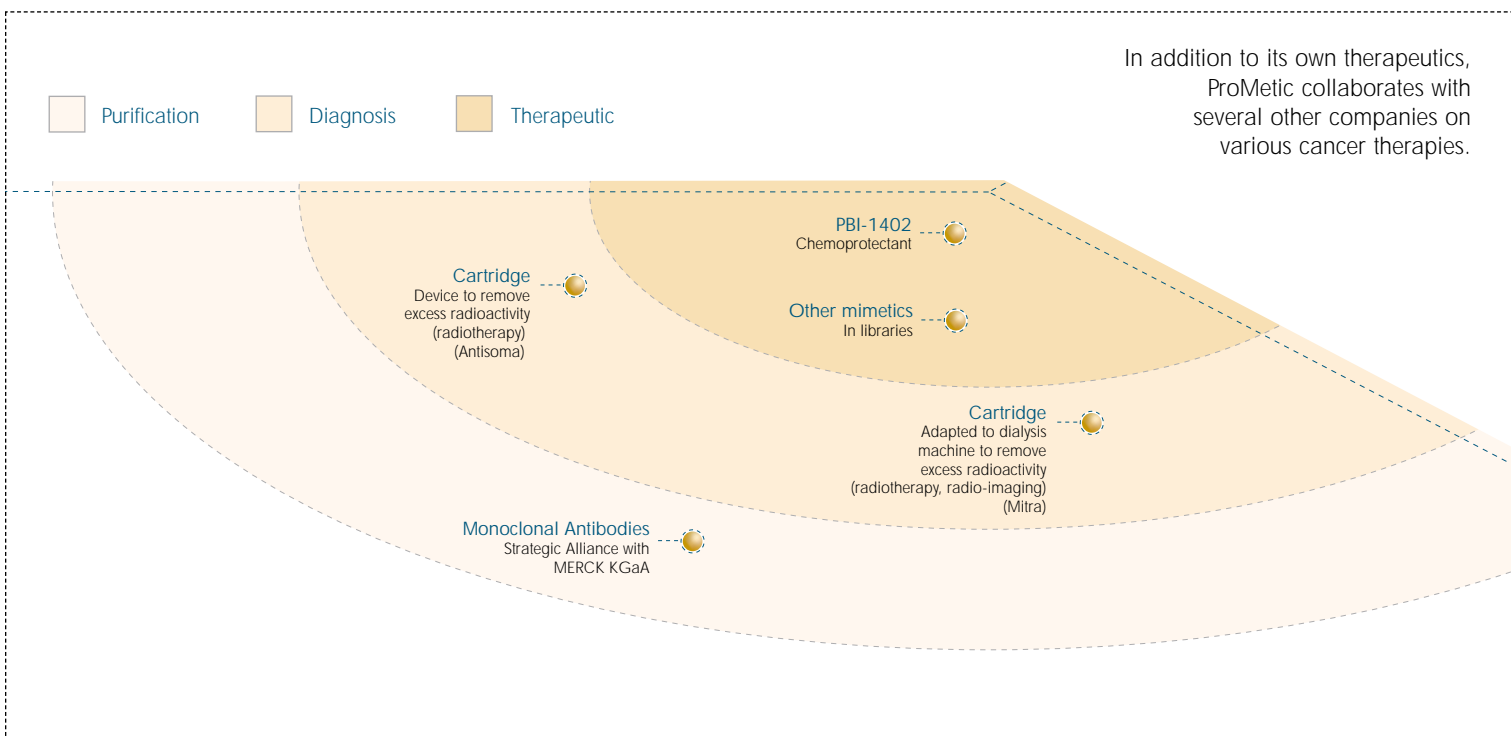 In addition to its own therapeutics,
ProMetic collaborates with
several other companies on
various cancer therapies.
Purification
Diagnosis
Therapeutic
PBI-1402
Chemoprotectant
Cartridge
Device to remove
excess radioactivity
(radiotherapy)
(Antisoma)
Other mimetics
In libraries
Cartridge
Adapted to dialysis
machine to remove
excess radioactivity
(radiotherapy, radio-imaging)
(Mitra)
Monoclonal Antibodies
Strategic Alliance with
MERCK KGaA